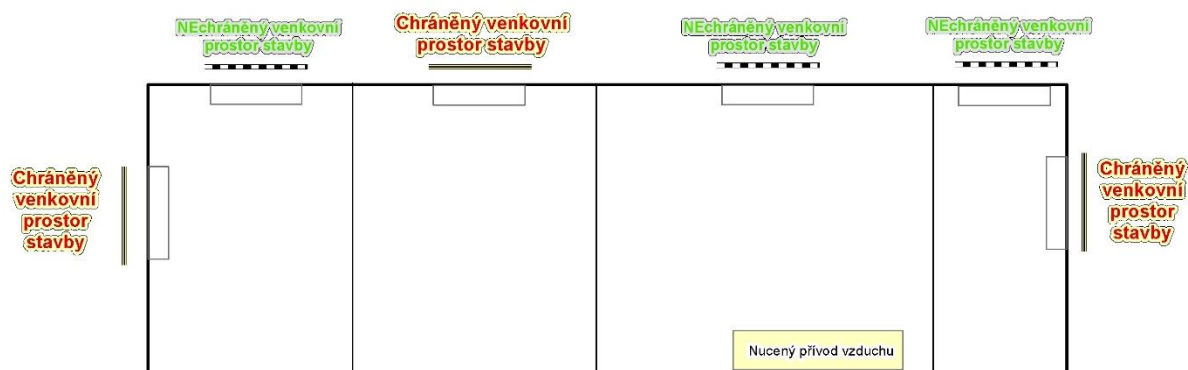 NEchráněný venkovní
prostor stavby
Chráněný venkovní
prostor stavby
NEchráněný venkovní
prostor stavby
NEchráněný venkovní
prostor stavby
Chráněný
venkovní
prostor
stavby
Chráněný
venkovní
prostor
stavby
Nucený přívod vzduchu